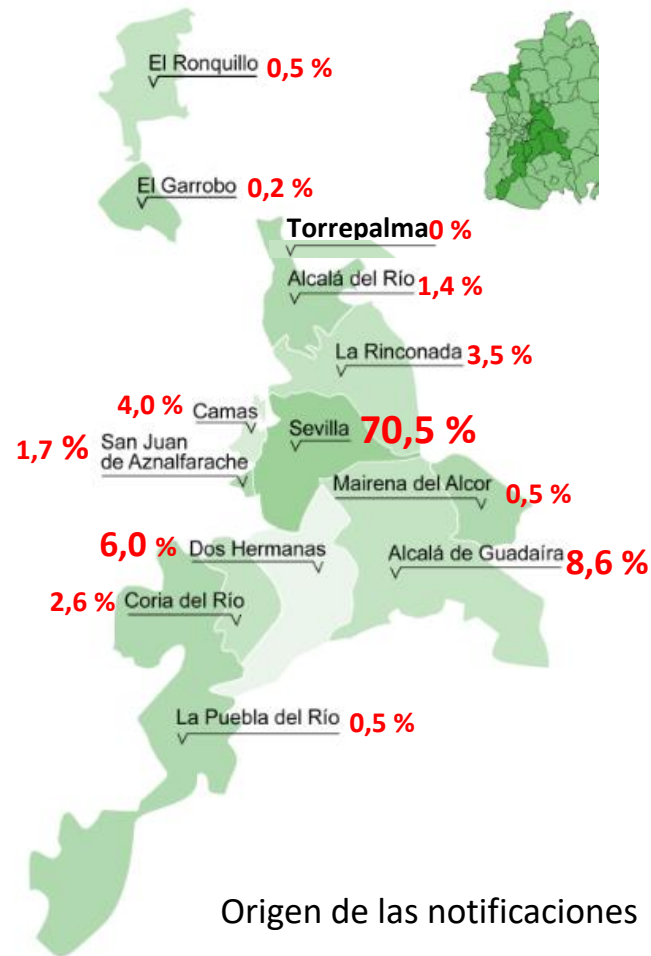 El Ronquillo 0,5 %
El Garrobo 0,2 %
Torrepalma 0 %
Alcalá del Río 1,4 %
La Rinconada 3,5 %
4,0 % Camas
Sevilla 70,5 %
1,7 % San Juan
de Aznalfarache
Mairena del Alcor 0,5 %
6,0 % Dos Hermanas
Alcalá de Guadaíra 8,6 %
2,6 % Coria del Río
La Puebla del Río 0,5 %
Origen de las notificaciones